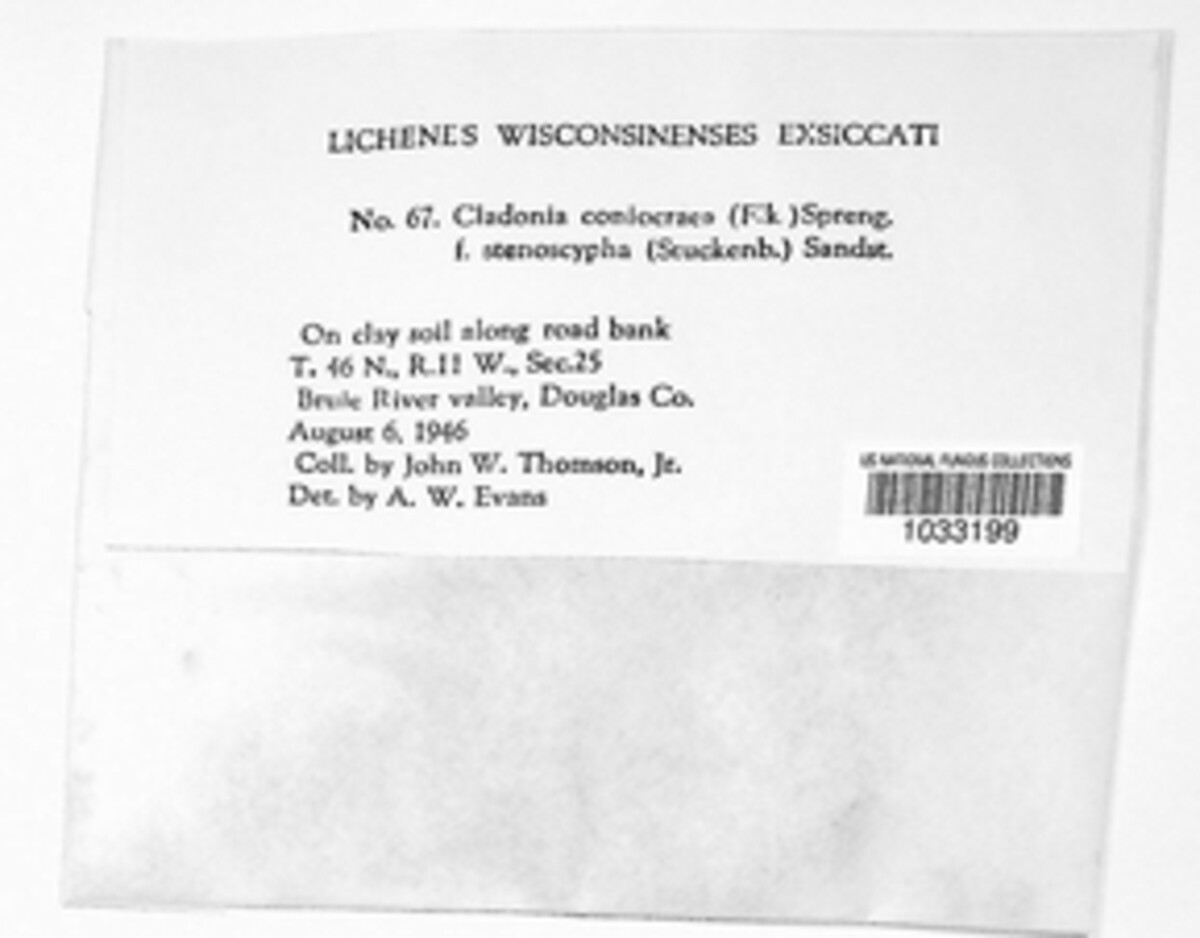 LICHENES WISCONSINENSES EXSICCATI
No. 67. Cladonia coniocraea (Flk.)Spreng.
f. stenoscypha (Stuckenb.) Sandst.
On clay soil along road bank
T. 46 N., R.11 W., Sec.25
Brule River valley, Douglas Co.
August 6, 1946
Coll. by John W. Thomson, Jr.
Det. by A. W. Evans
US NATIONAL FUNGUS COLLECTIONS
1033199